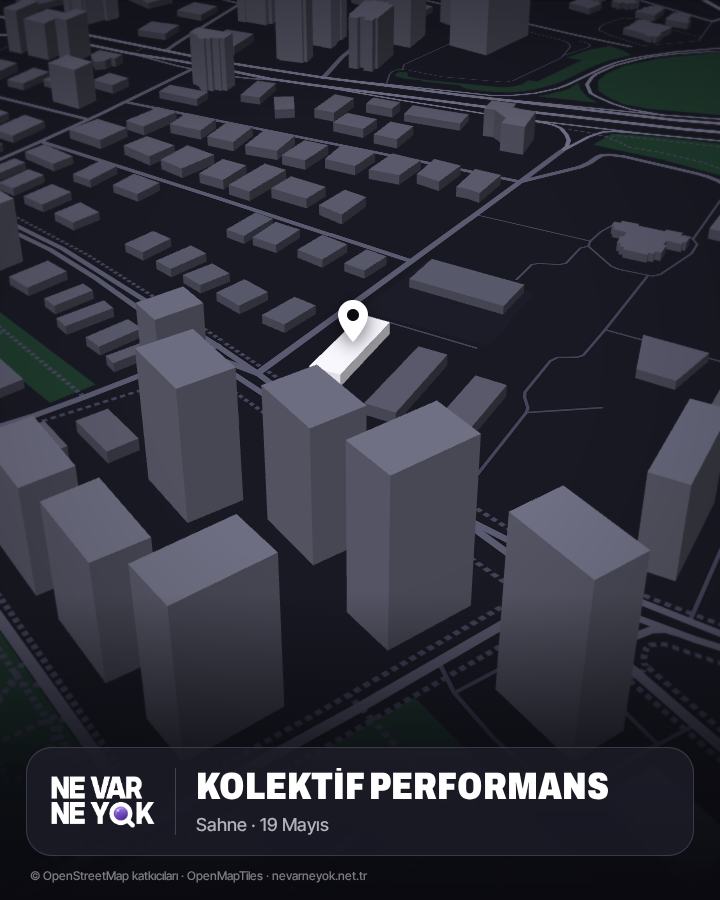 NE VAR
NE YOK
KOLEKTİF PERFORMANS
Sahne · 19 Mayıs
© OpenStreetMap katkıcıları · OpenMapTiles · nevarneyok.net.tr